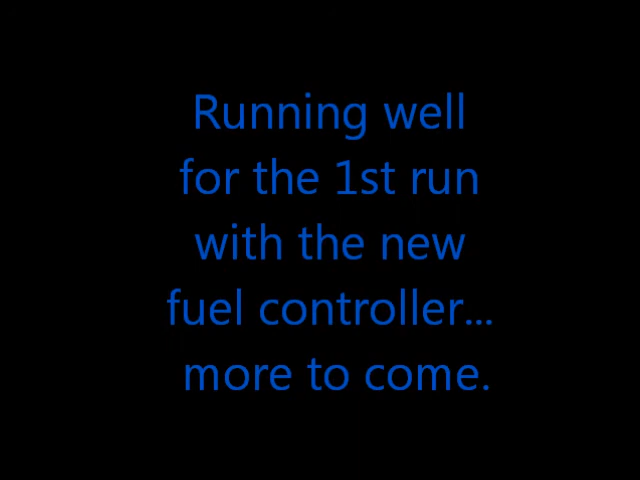 Running well
for the 1st run
with the new
fuel controller...
more to come.